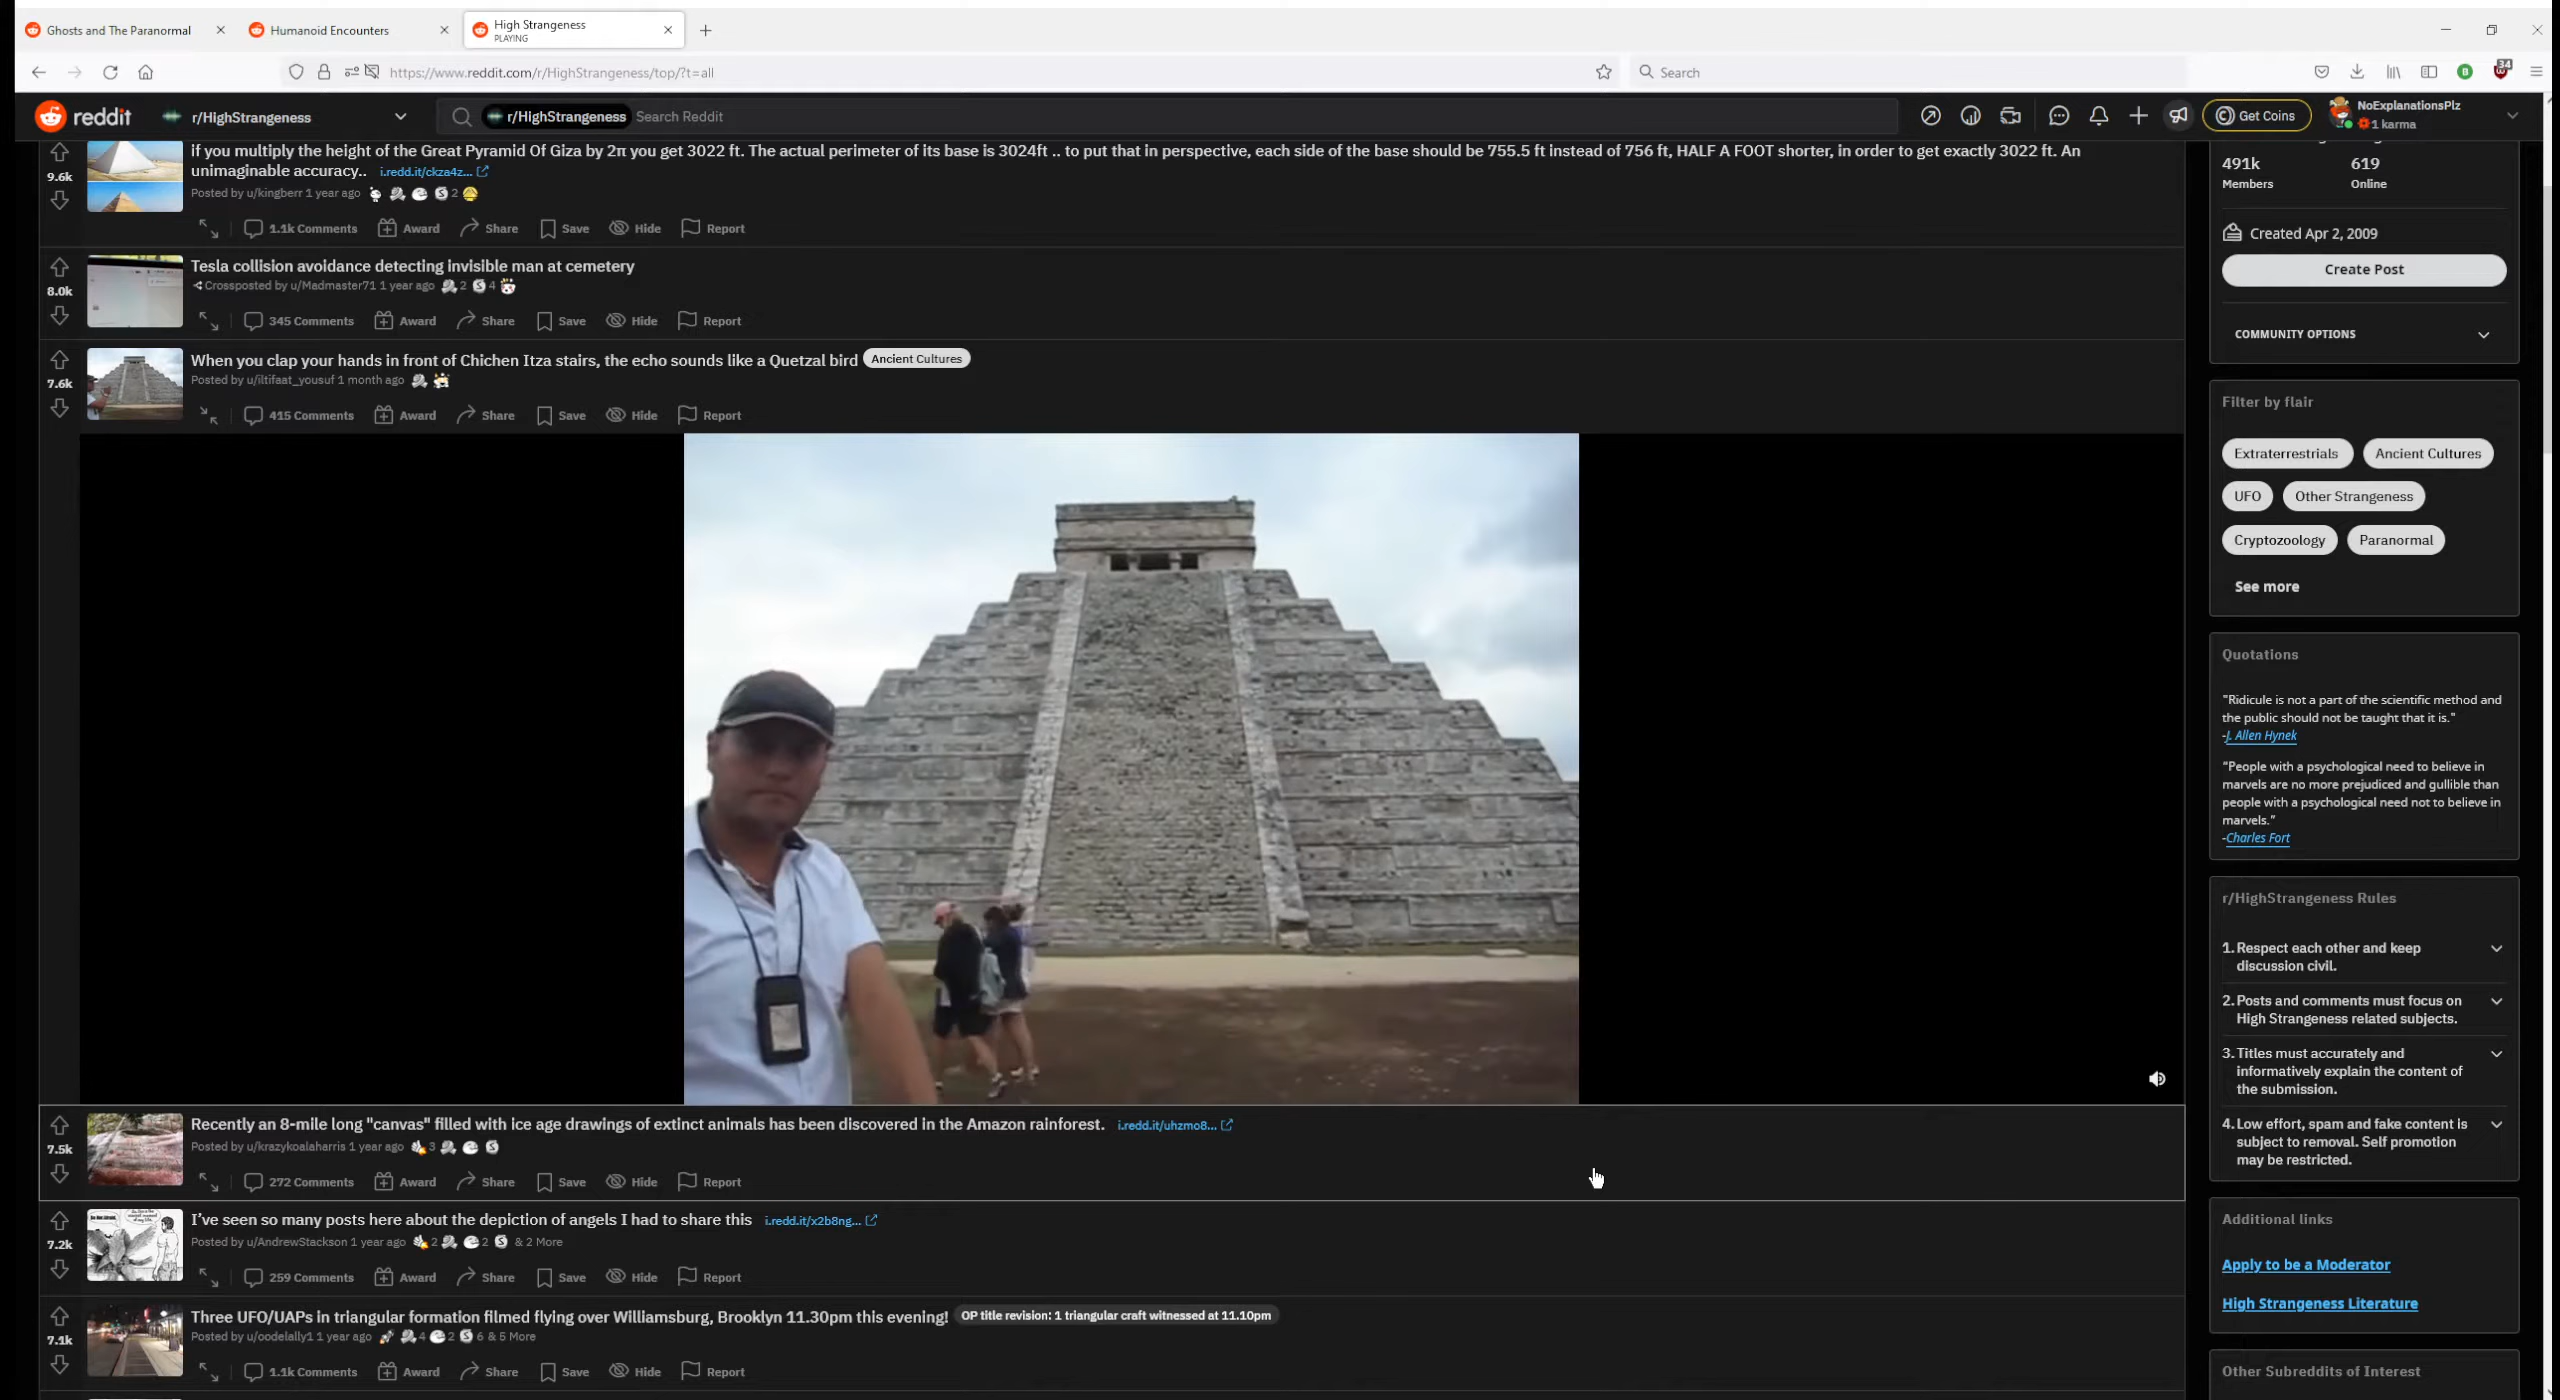 Ghosts and The Paranormal
Humanoid Encounters
High Strangeness
PLAYING
https://www.reddit.com/r/HighStrangeness/top/?t=all
Search
34
reddit
r/HighStrangeness
r/HighStrangeness Search Reddit
Get Coins
NoExplanationsPlz
1 karma
9.6k
if you multiply the height of the Great Pyramid Of Giza by 2π you get 3022 ft. The actual perimeter of its base is 3024ft .. to put that in perspective, each side of the base should be 755.5 ft instead of 756 ft, HALF A FOOT shorter, in order to get exactly 3022 ft. An
unimaginable accuracy.. i.redd.it/ckza4z...
Posted by u/kingberr 1 year ago 2
1.1k Comments Award Share Save Hide Report
8.0k
Tesla collision avoidance detecting invisible man at cemetery
Crossposted by u/Madmaster71 1 year ago 2 4
345 Comments Award Share Save Hide Report
7.6k
When you clap your hands in front of Chichen Itza stairs, the echo sounds like a Quetzal bird Ancient Cultures
Posted by u/iltifaat_yousuf 1 month ago
415 Comments Award Share Save Hide Report
7.5k
Recently an 8-mile long "canvas" filled with ice age drawings of extinct animals has been discovered in the Amazon rainforest. i.redd.it/uhzmo8...
Posted by u/krazykoalaharris 1 year ago 3
272 Comments Award Share Save Hide Report
7.2k
I've seen so many posts here about the depiction of angels I had to share this i.redd.it/x2b8ng...
Posted by u/AndrewStackson 1 year ago 2 2 & 2 More
259 Comments Award Share Save Hide Report
7.1k
Three UFO/UAPs in triangular formation filmed flying over Williamsburg, Brooklyn 11.30pm this evening! OP title revision: 1 triangular craft witnessed at 11.10pm
Posted by u/oodelally1 1 year ago 4 2 6 & 5 More
1.1k Comments Award Share Save Hide Report
491k 619
Members Online
Created Apr 2, 2009
Create Post
COMMUNITY OPTIONS
Filter by flair
Extraterrestrials Ancient Cultures
UFO Other Strangeness
Cryptozoology Paranormal
See more
Quotations
"Ridicule is not a part of the scientific method and
the public should not be taught that it is."
-J. Allen Hynek
"People with a psychological need to believe in
marvels are no more prejudiced and gullible than
people with a psychological need not to believe in
marvels."
-Charles Fort
r/HighStrangeness Rules
1. Respect each other and keep
discussion civil.
2. Posts and comments must focus on
High Strangeness related subjects.
3. Titles must accurately and
informatively explain the content of
the submission.
4. Low effort, spam and fake content is
subject to removal. Self promotion
may be restricted.
Additional links
Apply to be a Moderator
High Strangeness Literature
Other Subreddits of Interest